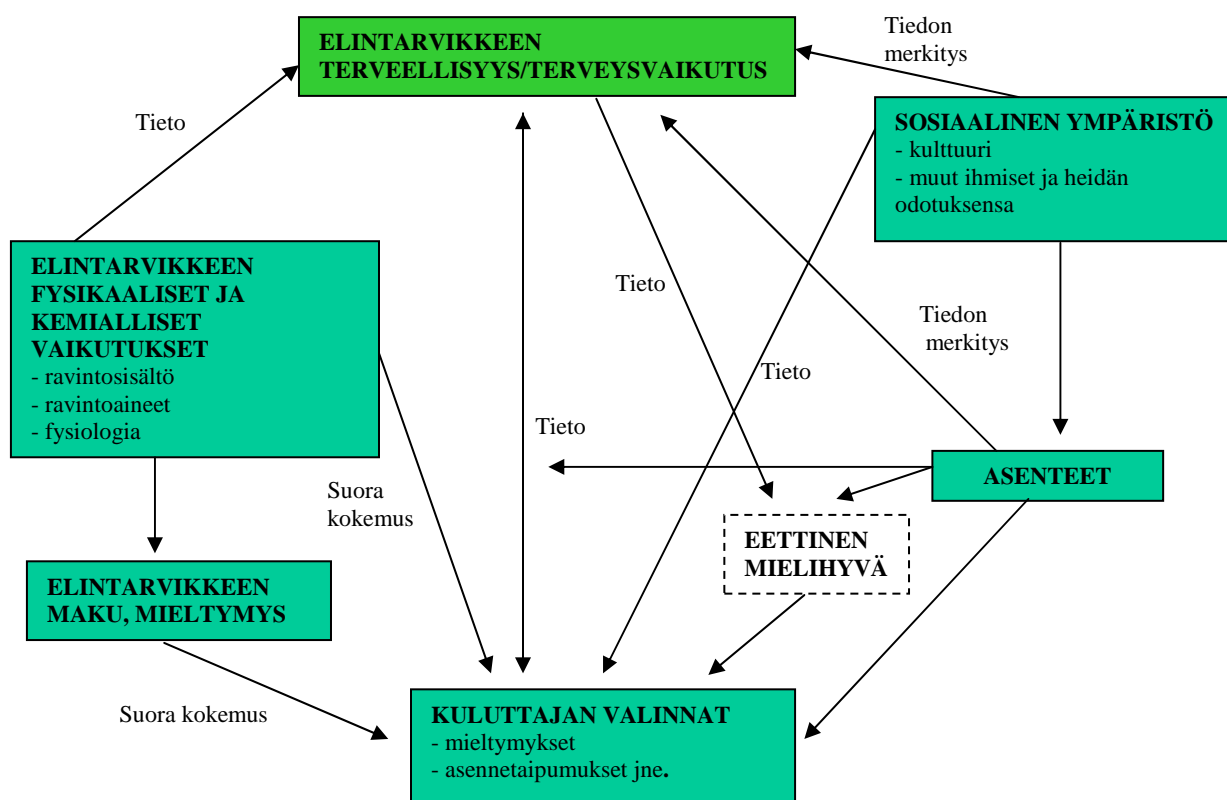 ELINTARVIKKEEN
TERVEELLISYYS/TERVEYSVAIKUTUS
Tiedon
merkitys
Tieto
SOSIAALINEN YMPÄRISTÖ
- kulttuuri
- muut ihmiset ja heidän
odotuksensa
ELINTARVIKKEEN
FYSIKAALISET JA
KEMIALLISET
VAIKUTUKSET
- ravintosisältö
- ravintoaineet
- fysiologia
Tieto
Tiedon
merkitys
Tieto
Tieto
Suora
kokemus
ASENTEET
EETTINEN
MIELIHYVÄ
ELINTARVIKKEEN
MAKU, MIELTYMYS
Suora kokemus
KULUTTAJAN VALINNAT
- mieltymykset
- asennetaipumukset jne.